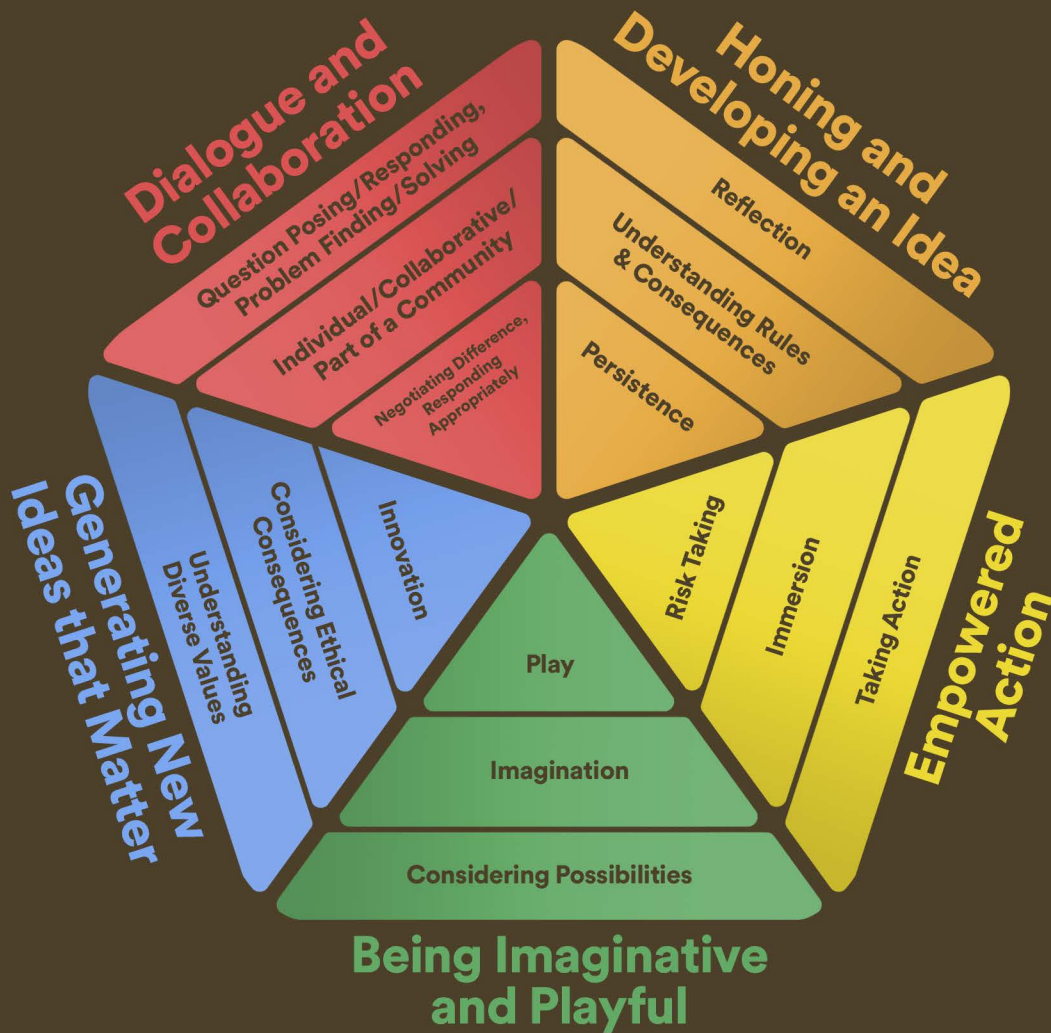 Dialogue and
Collaboration
Question Posing/Responding,
Problem Finding/Solving
Individual/Collaborative/
Part of a Community
Negotiating Difference,
Responding
Appropriately
Honing and
Developing an Idea
Reflection
Understanding Rules
& Consequences
Persistence
Empowered
Action
Risk Taking
Immersion
Taking Action
Being Imaginative
and Playful
Play
Imagination
Considering Possibilities
Generating New
Ideas that Matter
Understanding
Diverse Values
Considering Ethical
Consequences
Innovation